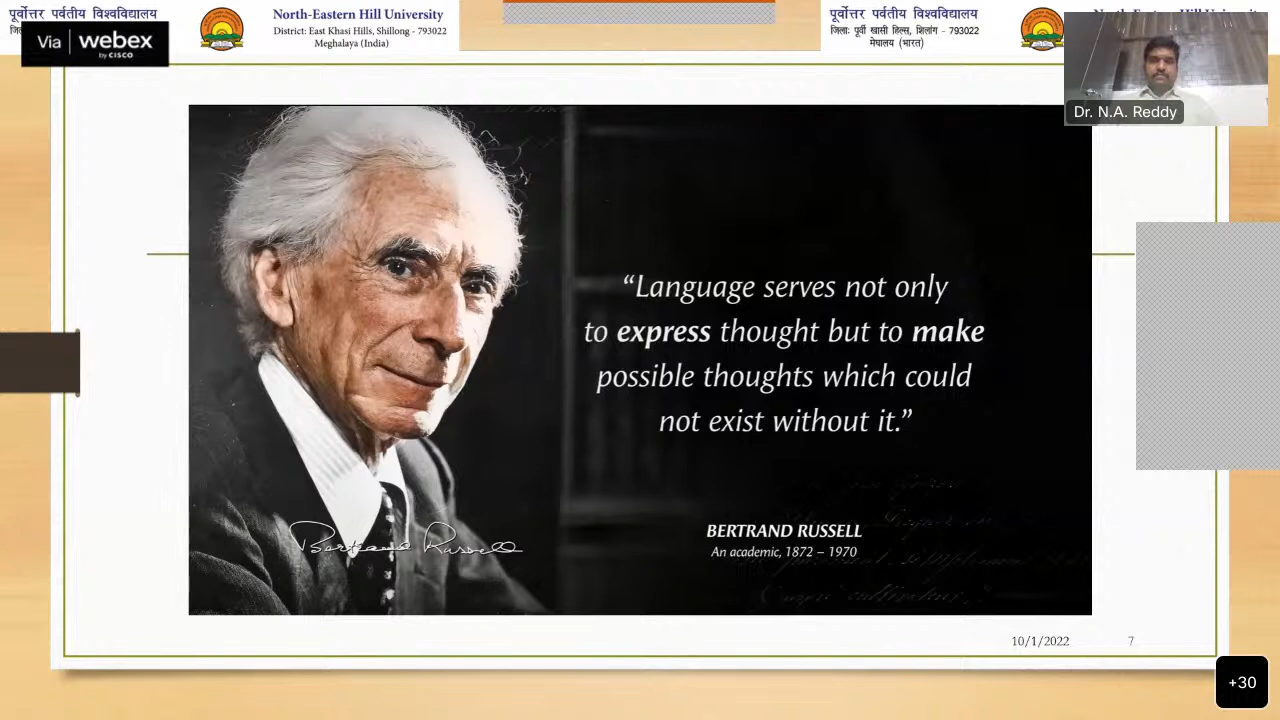 पूर्वोत्तर पर्वतीय विश्वविद्यालय
North-Eastern Hill University
District: East Khasi Hills, Shillong - 793022
Meghalaya (India)
पूर्वोत्तर पर्वतीय विश्वविद्यालय
जिला: पूर्वी खासी हिल्स, शिलांग - 793022
मेघालय (भारत)
Via webex
by CISCO
Dr. N.A. Reddy
“Language serves not only
to express thought but to make
possible thoughts which could
not exist without it.”
Bertrand Russell
BERTRAND RUSSELL
An academic, 1872 – 1970
10/1/2022 7
+30